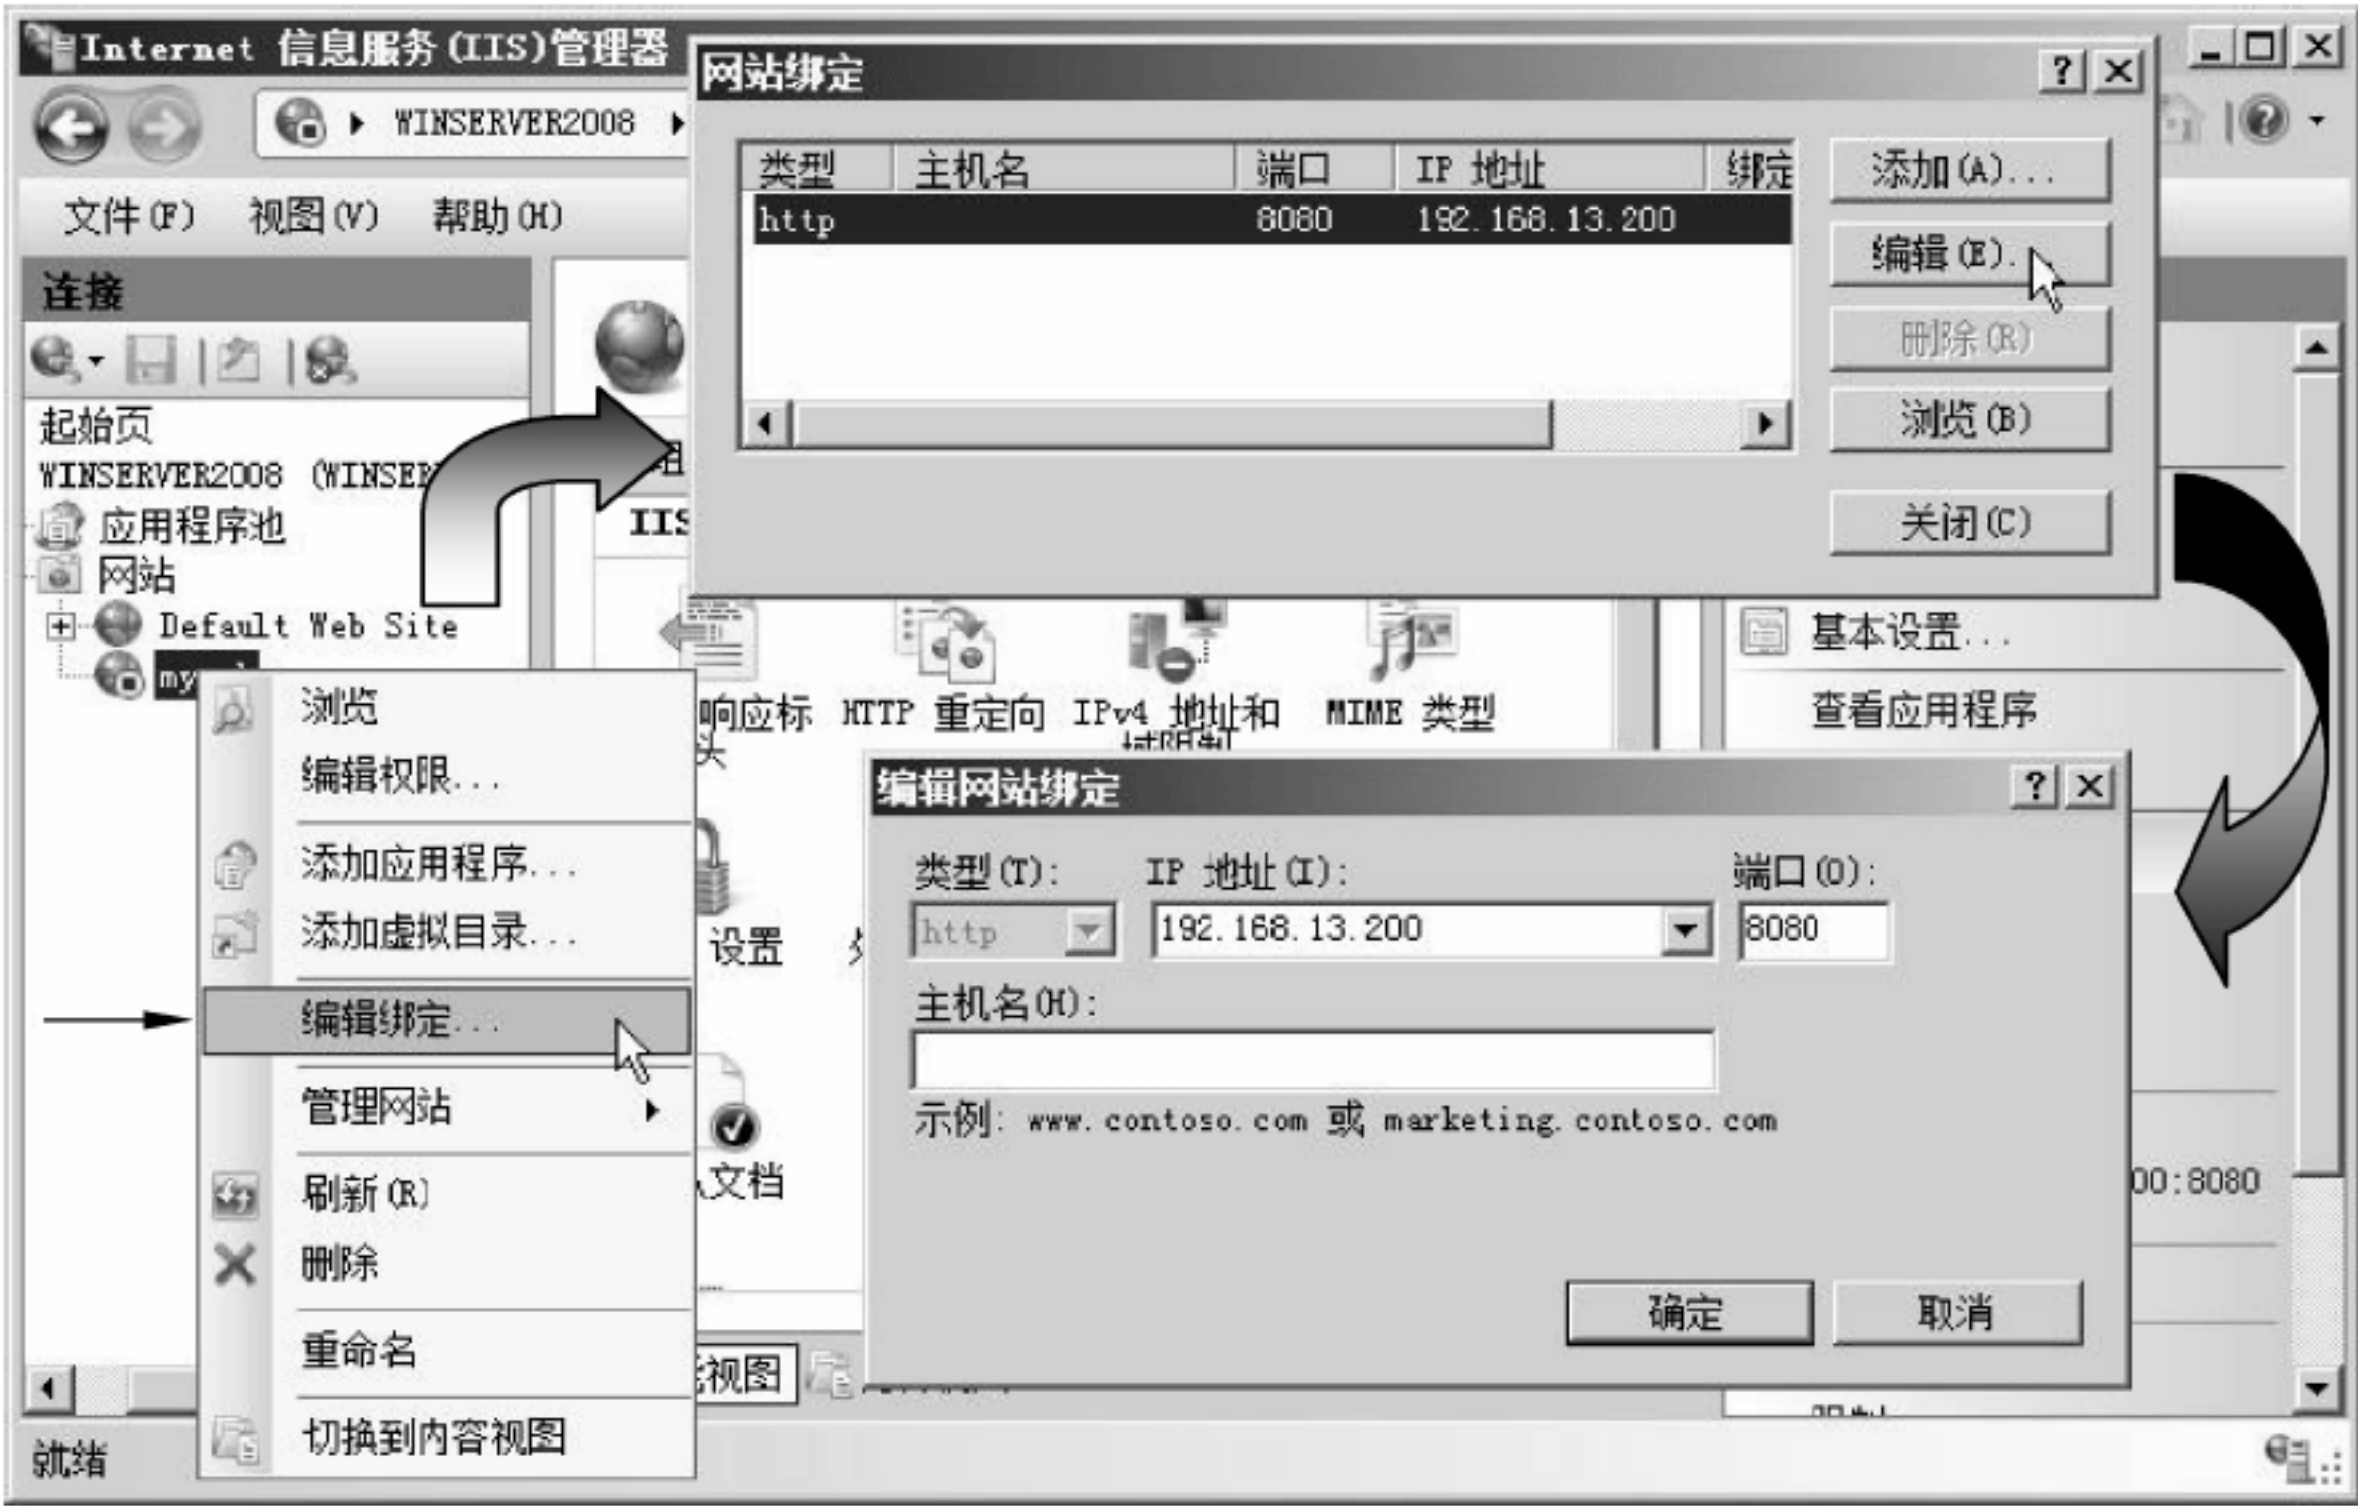 Internet 信息服务(IIS)管理器
WINSERVER2008
文件(F) 视图(V) 帮助(H)
连接
起始页
WINSERVER2008
应用程序池
网站
Default Web Site
IIS
网站绑定
类型 主机名 端口 IP 地址 绑定
http 8080 192.168.13.200
添加(A)...
编辑(E)...
删除(R)
浏览(B)
关闭(C)
浏览
编辑权限...
添加应用程序...
添加虚拟目录...
编辑绑定...
管理网站
刷新(R)
删除
重命名
切换到内容视图
响应标
头
HTTP 重定向
IPv4 地址和
域限制
MIME 类型
设置
文档
视图
基本设置...
查看应用程序
00:8080
编辑网站绑定
类型(T): IP 地址(I): 端口(O):
http 192.168.13.200 8080
主机名(H):
示例: www.contoso.com 或 marketing.contoso.com
确定 取消
就绪